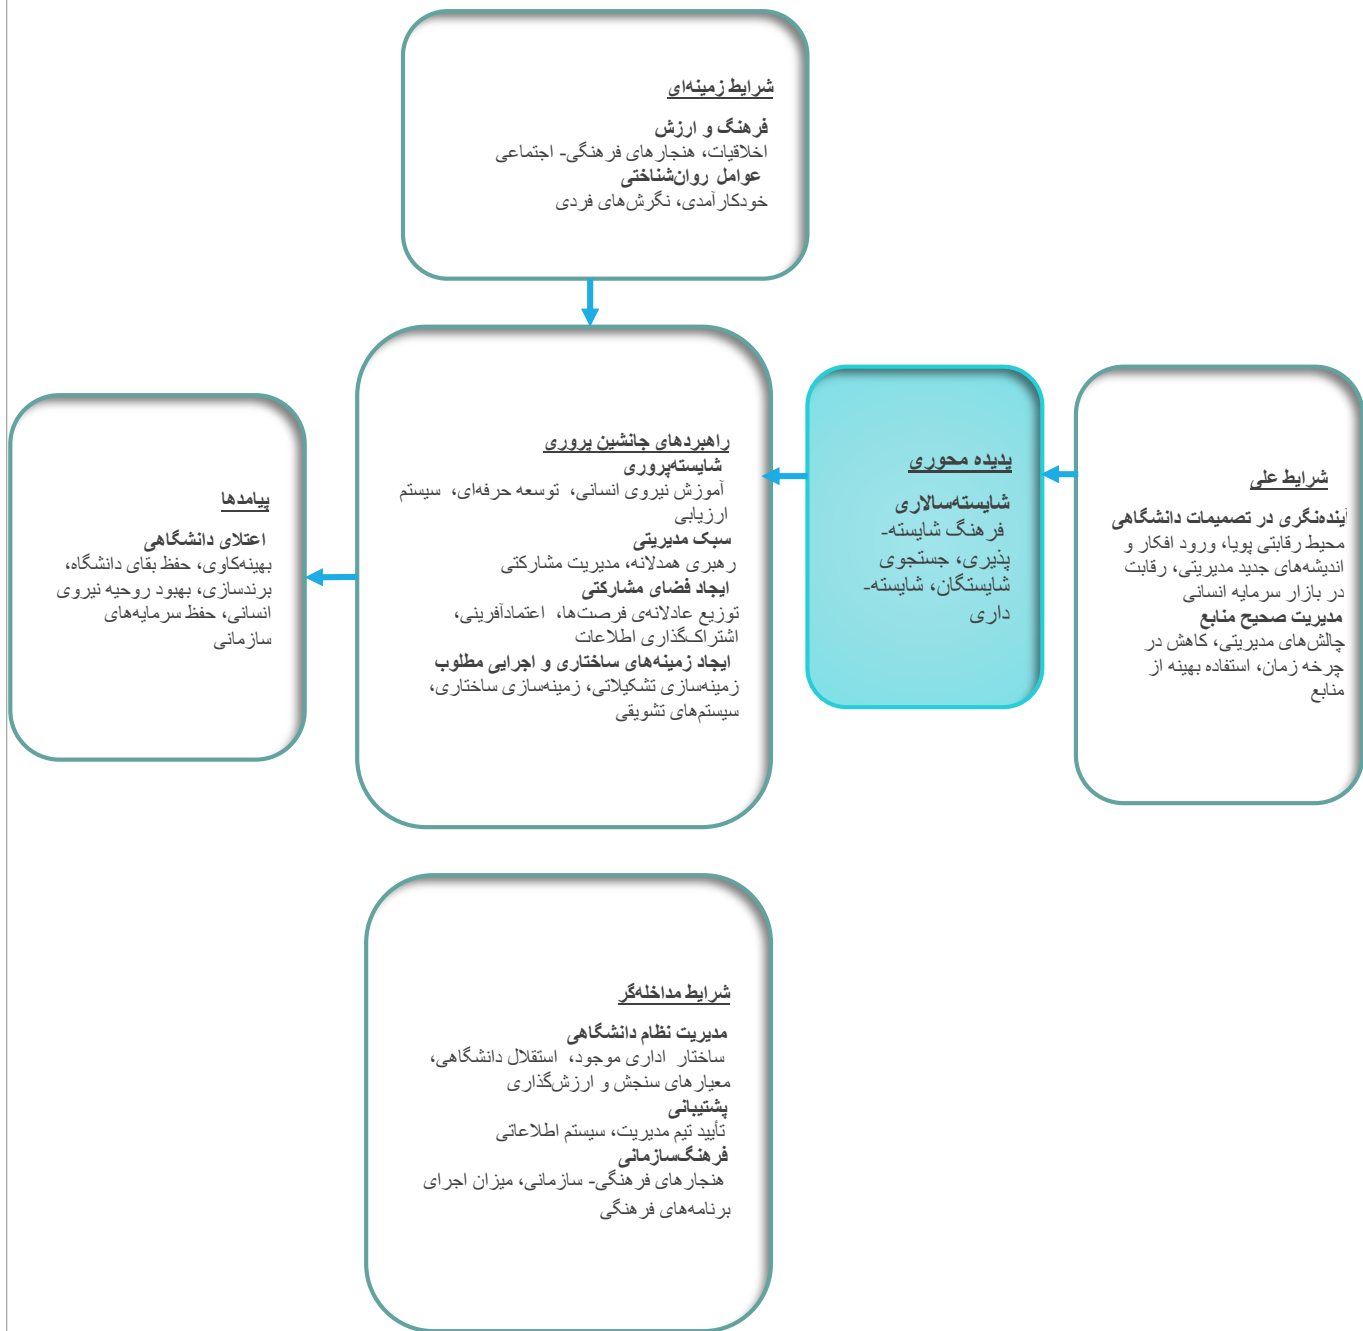 شرایط زمینه‌ای
فرهنگ و ارزش
اخلاقیات، هنجارهای فرهنگی- اجتماعی
عوامل روان‌شناختی
خودکارآمدی، نگرش‌های فردی
شرایط علی
آینده‌نگری در تصمیمات دانشگاهی
محیط رقابتی پویا، ورود افکار و
اندیشه‌های جدید مدیریتی، رقابت
در بازار سرمایه انسانی
مدیریت صحیح منابع
چالش‌های مدیریتی، کاهش در
چرخه زمان، استفاده بهینه از
منابع
پدیده محوری
شایسته‌سالاری
فرهنگ شایسته-
پذیری، جستجوی
شایستگان، شایسته-
داری
راهبردهای جانشین پروری
شایسته‌پروری
آموزش نیروی انسانی، توسعه حرفه‌ای، سیستم
ارزیابی
سبک مدیریتی
رهبری همدلانه، مدیریت مشارکتی
ایجاد فضای مشارکتی
توزیع عادلانه‌ی فرصت‌ها، اعتمادآفرینی،
اشتراک‌گذاری اطلاعات
ایجاد زمینه‌های ساختاری و اجرایی مطلوب
زمینه‌سازی تشکیلاتی، زمینه‌سازی ساختاری،
سیستم‌های تشویقی
پیامدها
اعتلای دانشگاهی
بهینه‌کاوی، حفظ بقای دانشگاه،
برندسازی، بهبود روحیه نیروی
انسانی، حفظ سرمایه‌های
سازمانی
شرایط مداخله‌گر
مدیریت نظام دانشگاهی
ساختار اداری موجود، استقلال دانشگاهی،
معیارهای سنجش و ارزش‌گذاری
پشتیبانی
تأیید تیم مدیریت، سیستم اطلاعاتی
فرهنگ‌سازمانی
هنجارهای فرهنگی- سازمانی، میزان اجرای
برنامه‌های فرهنگی